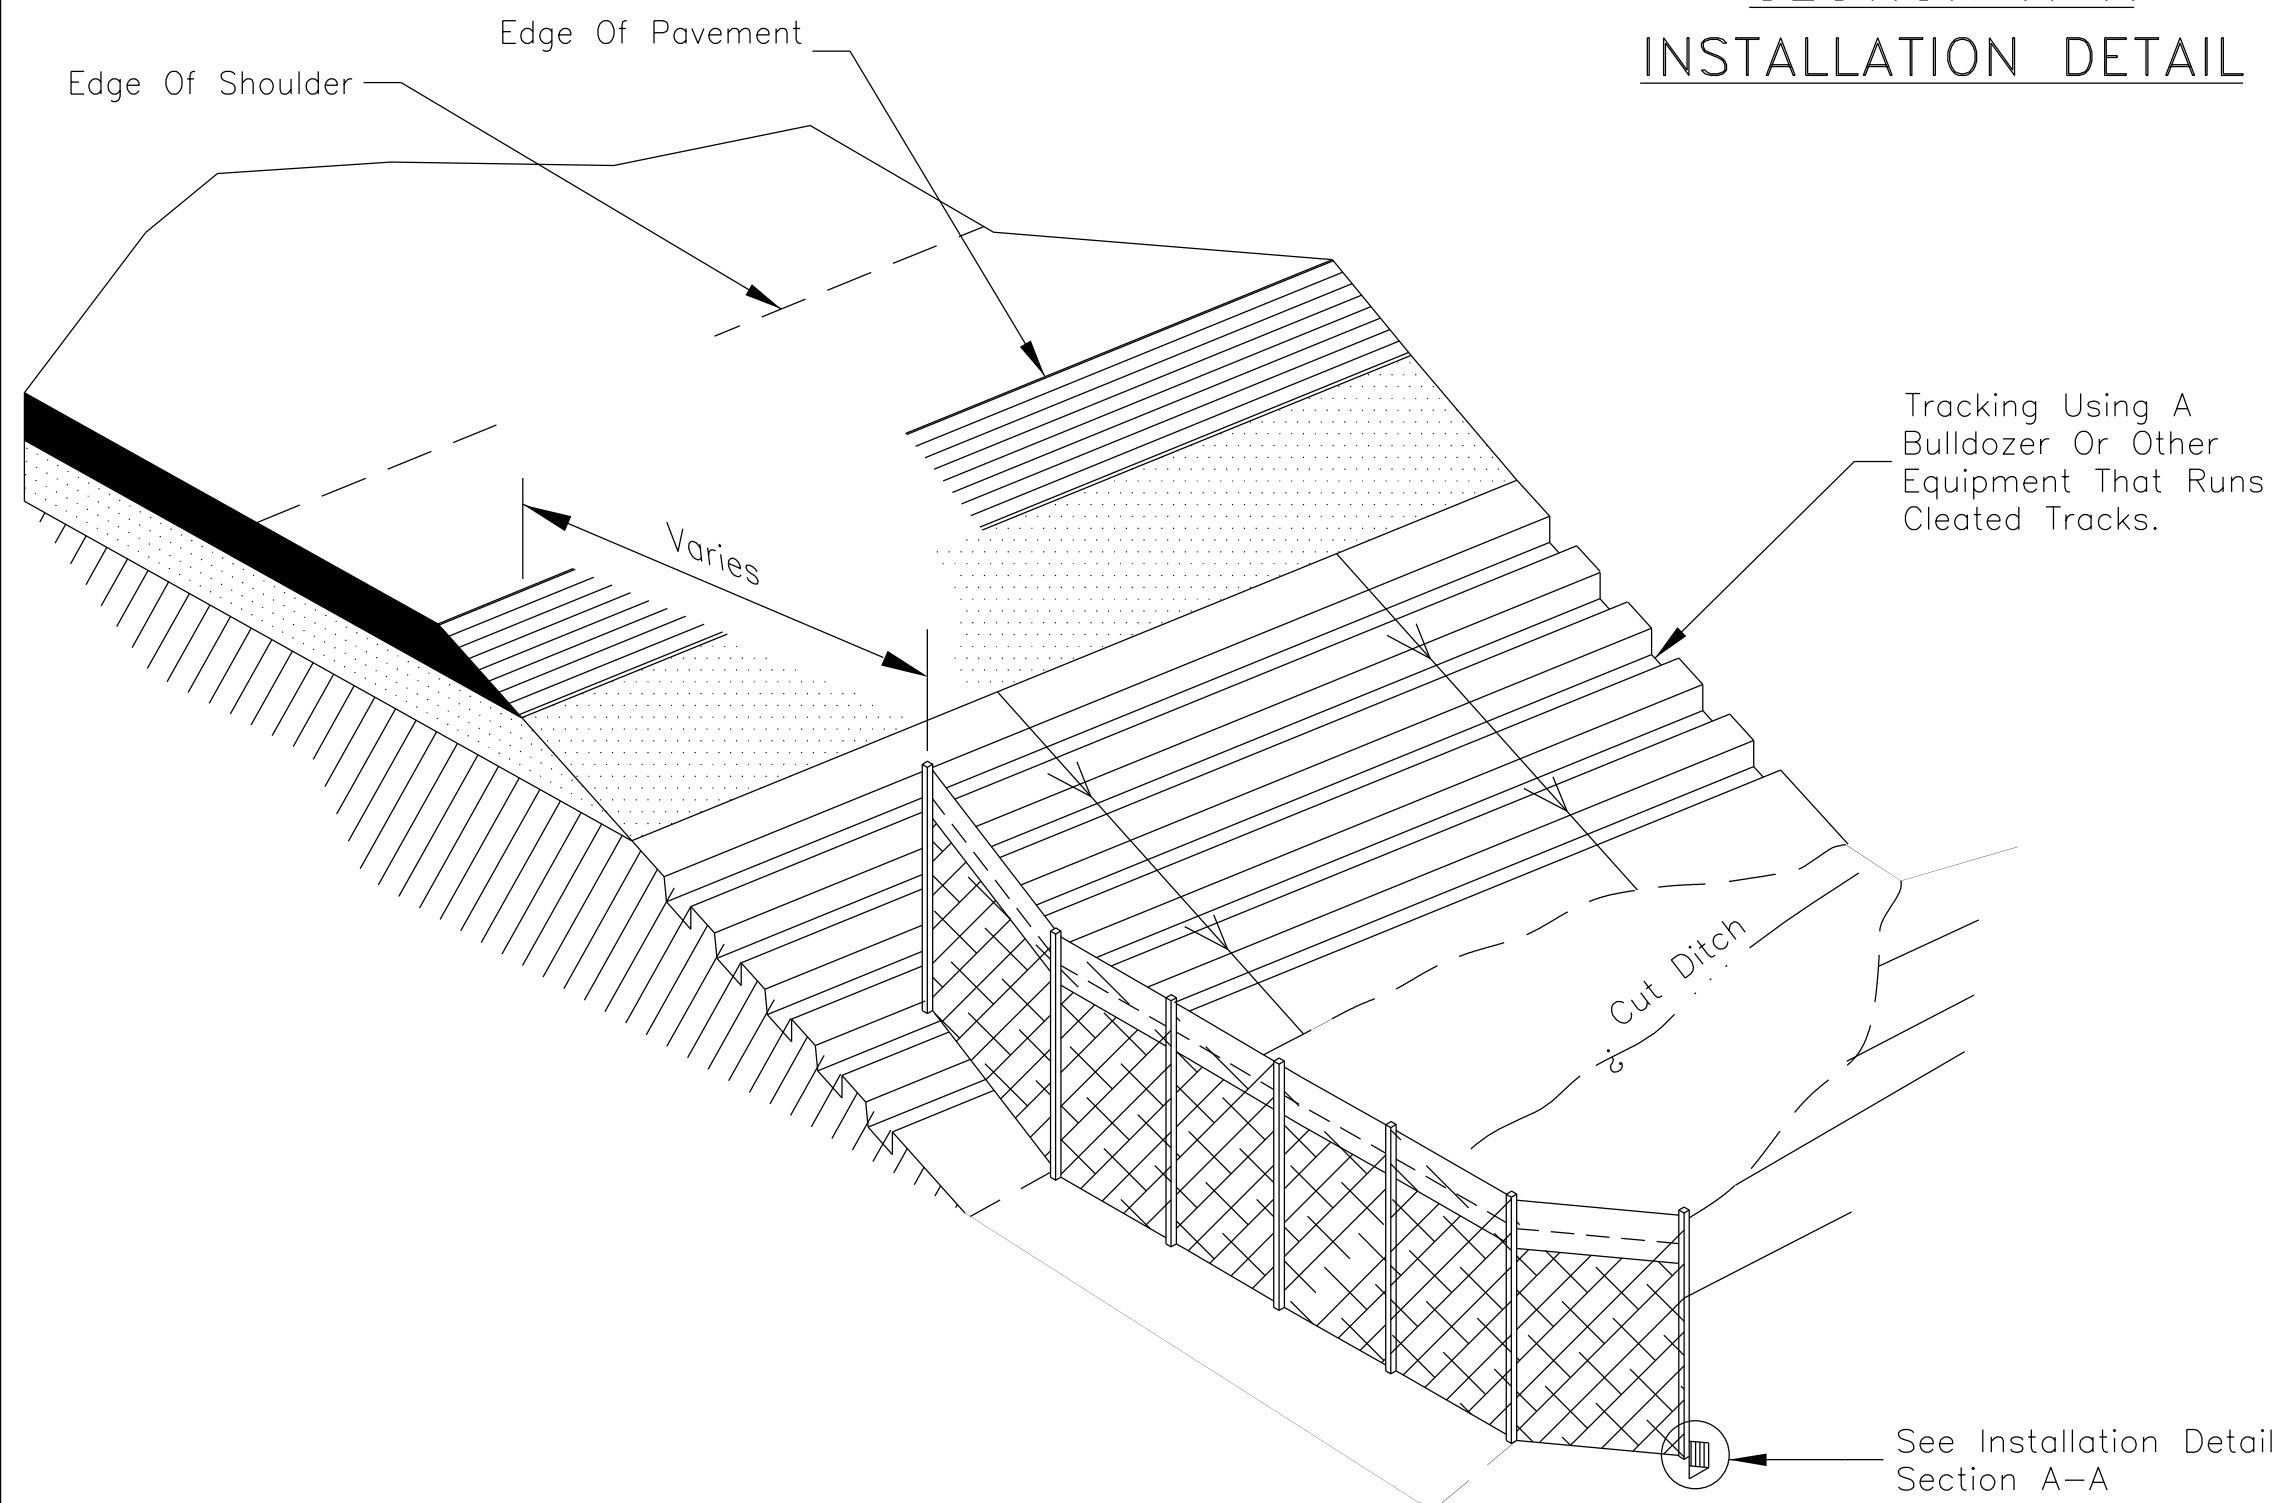 INSTALLATION DETAIL
Edge Of Pavement
Edge Of Shoulder
Tracking Using A
Bulldozer Or Other
Equipment That Runs
Cleated Tracks.
Varies
Cut Ditch
See Installation Detail
Section A-A